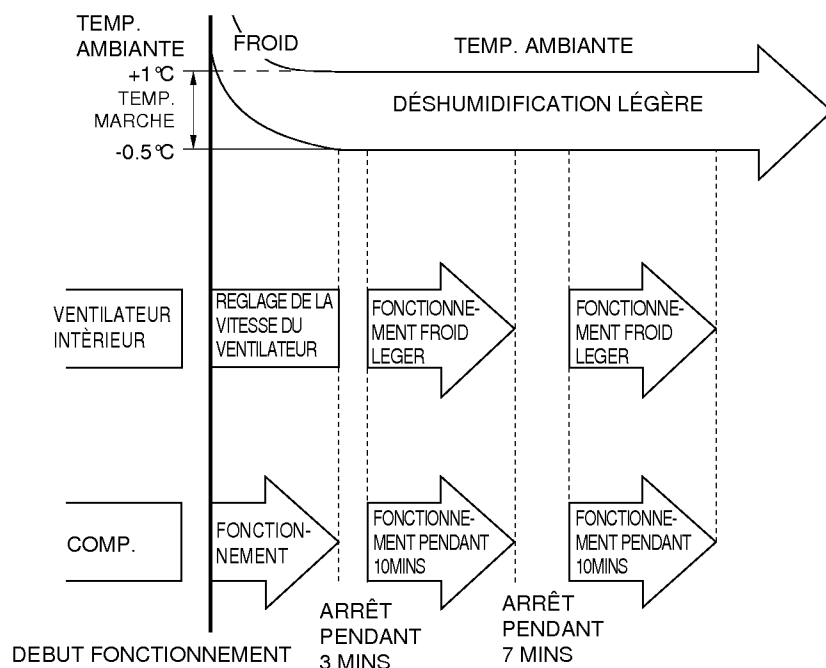 TEMP.
AMBIANTE
FROID
TEMP. AMBIANTE
+1°C
TEMP.
MARCHE
DÉSHUMIDIFICATION LÉGÈRE
-0.5°C
VENTILATEUR
INTÈRIEUR
REGLAGE DE LA
VITESSE DU
VENTILATEUR
FONCTIONNE-
MENT FROID
LEGER
FONCTIONNE-
MENT FROID
LEGER
COMP.
FONCTION-
NEMENT
FONCTIONNE-
MENT PENDANT
10MINS
FONCTIONNE-
MENT PENDANT
10MINS
DEBUT FONCTIONNEMENT
ARRÊT
PENDANT
3 MINS
ARRÊT
PENDANT
7 MINS